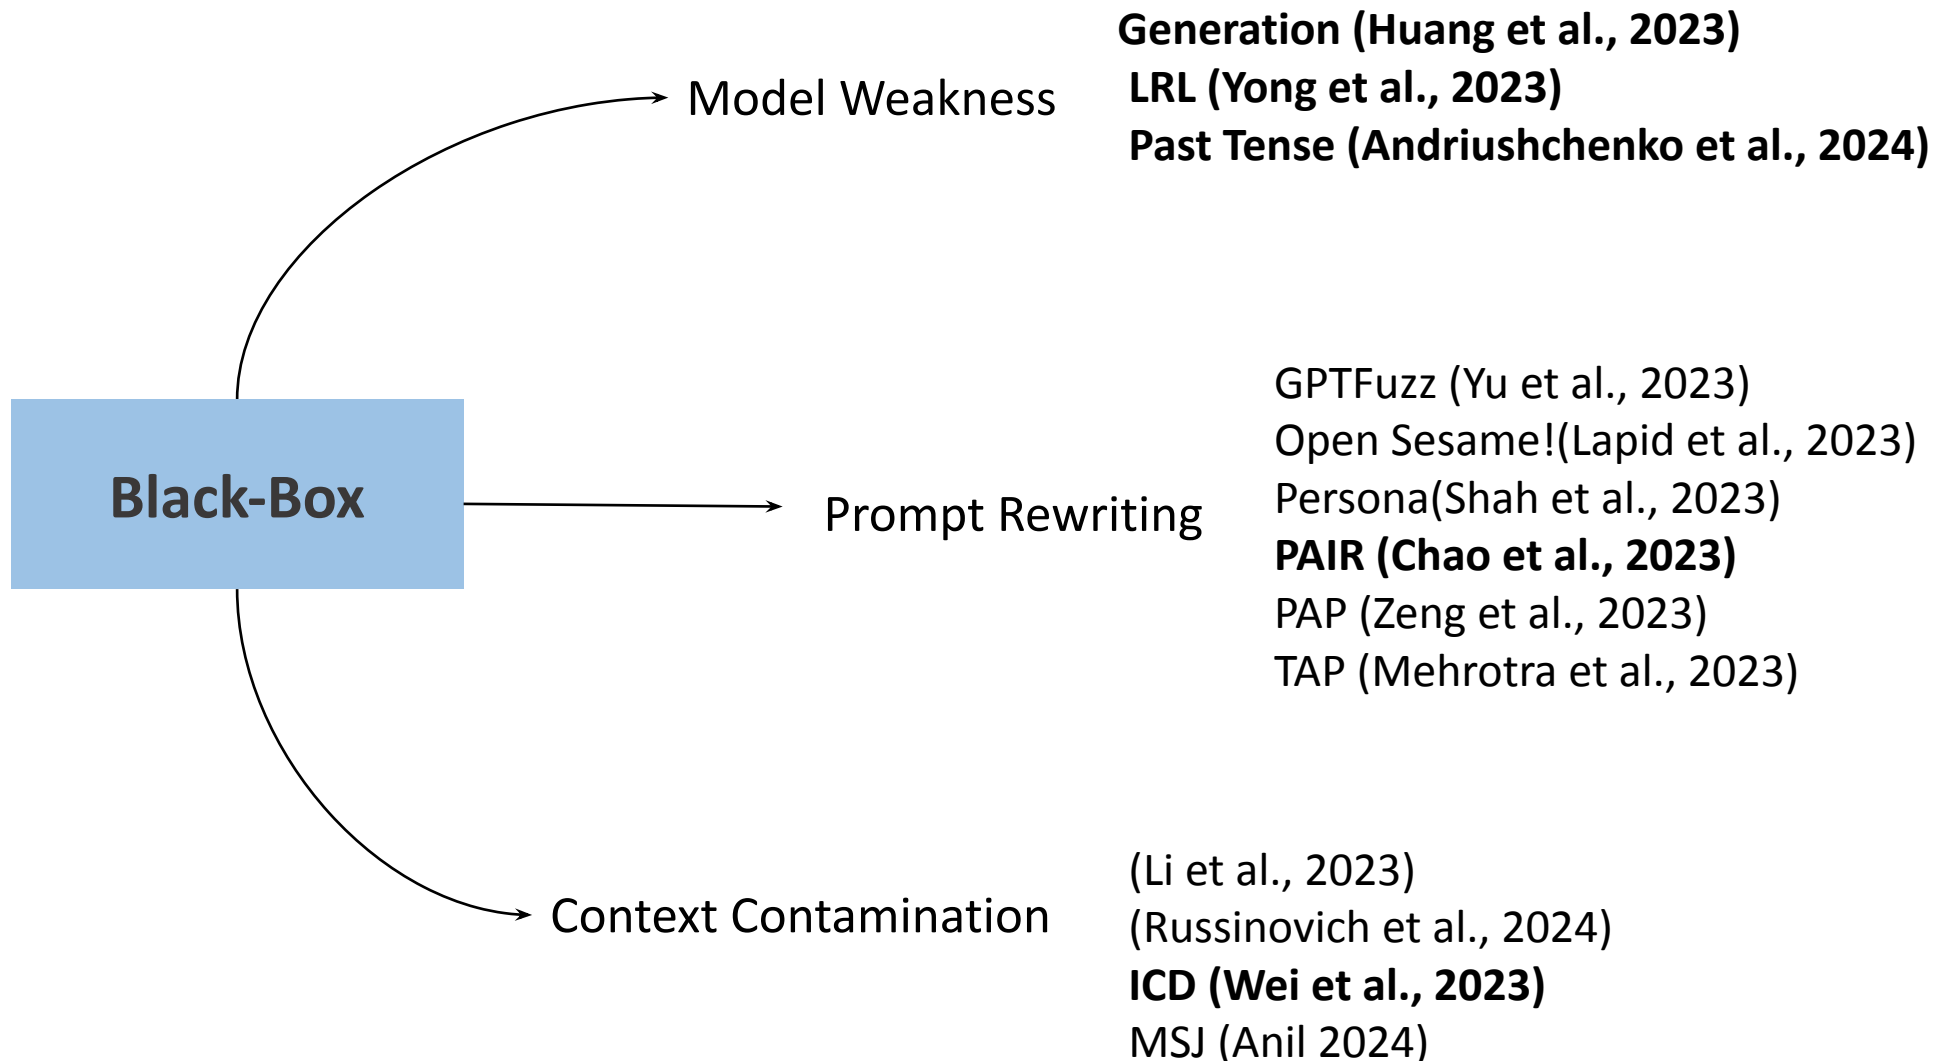 Generation (Huang et al., 2023)
LRL (Yong et al., 2023)
Past Tense (Andriushchenko et al., 2024)
Model Weakness
Black-Box
Prompt Rewriting
GPTFuzz (Yu et al., 2023)
Open Sesame!(Lapid et al., 2023)
Persona(Shah et al., 2023)
PAIR (Chao et al., 2023)
PAP (Zeng et al., 2023)
TAP (Mehrotra et al., 2023)
Context Contamination
(Li et al., 2023)
(Russinovich et al., 2024)
ICD (Wei et al., 2023)
MSJ (Anil 2024)